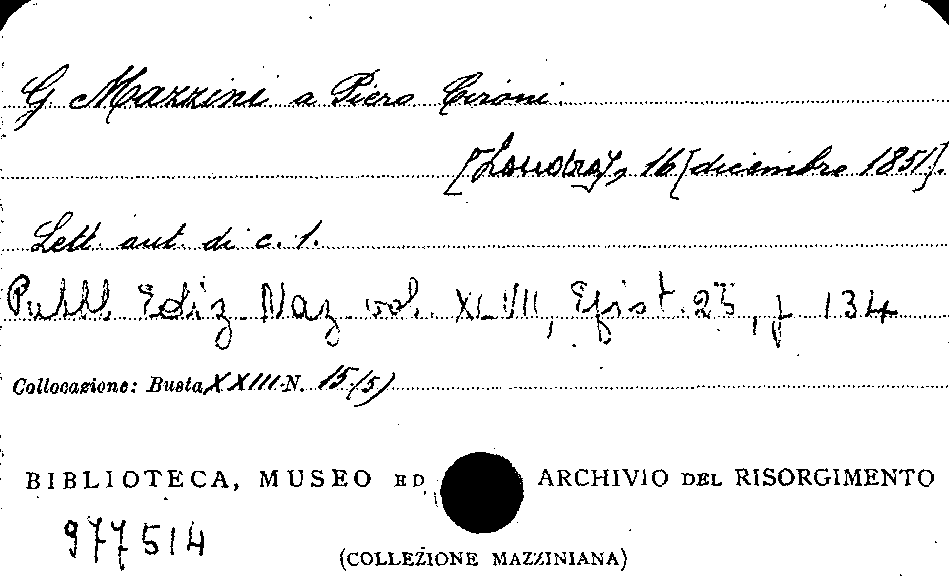 G. Mazzini a Piero Cironi.
[Londra], 16 [dicembre 1851].
Lett. aut. di c. 1.
Pubbl. Ediz. Naz. vol. XLVII, Epist. 25, p. 134
Collocazione: Busta XXIII N. 15 (5)
BIBLIOTECA, MUSEO ED ARCHIVIO DEL RISORGIMENTO
977514
(COLLEZIONE MAZZINIANA)